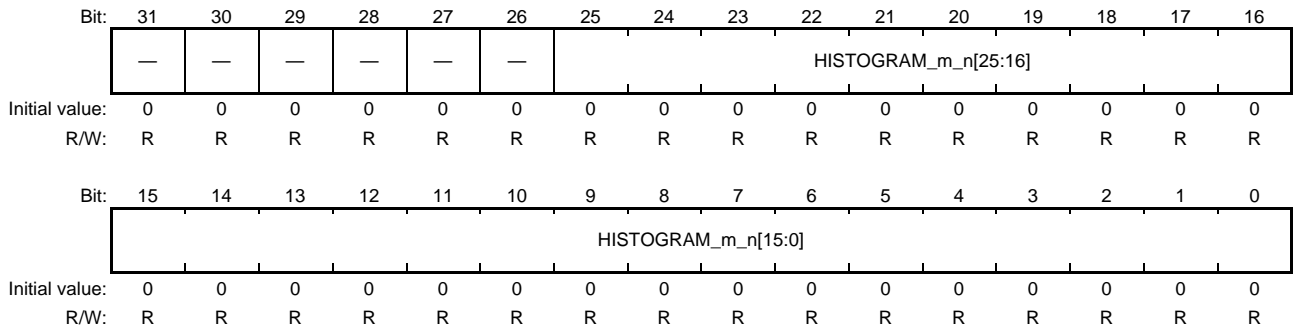 Bit: 31 30 29 28 27 26 25 24 23 22 21 20 19 18 17 16
— — — — — — HISTOGRAM_m_n[25:16]
Initial value: 0 0 0 0 0 0 0 0 0 0 0 0 0 0 0 0
R/W: R R R R R R R R R R R R R R R R
Bit: 15 14 13 12 11 10 9 8 7 6 5 4 3 2 1 0
HISTOGRAM_m_n[15:0]
Initial value: 0 0 0 0 0 0 0 0 0 0 0 0 0 0 0 0
R/W: R R R R R R R R R R R R R R R R